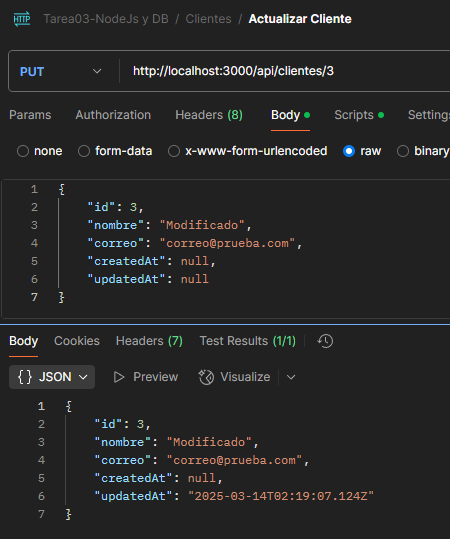 HTTP Tarea03-NodeJs y DB / Clientes / Actualizar Cliente
PUT http://localhost:3000/api/clientes/3
Params Authorization Headers (8) Body Scripts Settings
none form-data x-www-form-urlencoded raw binary
1 {
2 "id": 3,
3 "nombre": "Modificado",
4 "correo": "correo@prueba.com",
5 "createdAt": null,
6 "updatedAt": null
7 }
Body Cookies Headers (7) Test Results (1/1)
{} JSON Preview Visualize
1 {
2 "id": 3,
3 "nombre": "Modificado",
4 "correo": "correo@prueba.com",
5 "createdAt": null,
6 "updatedAt": "2025-03-14T02:19:07.124Z"
7 }